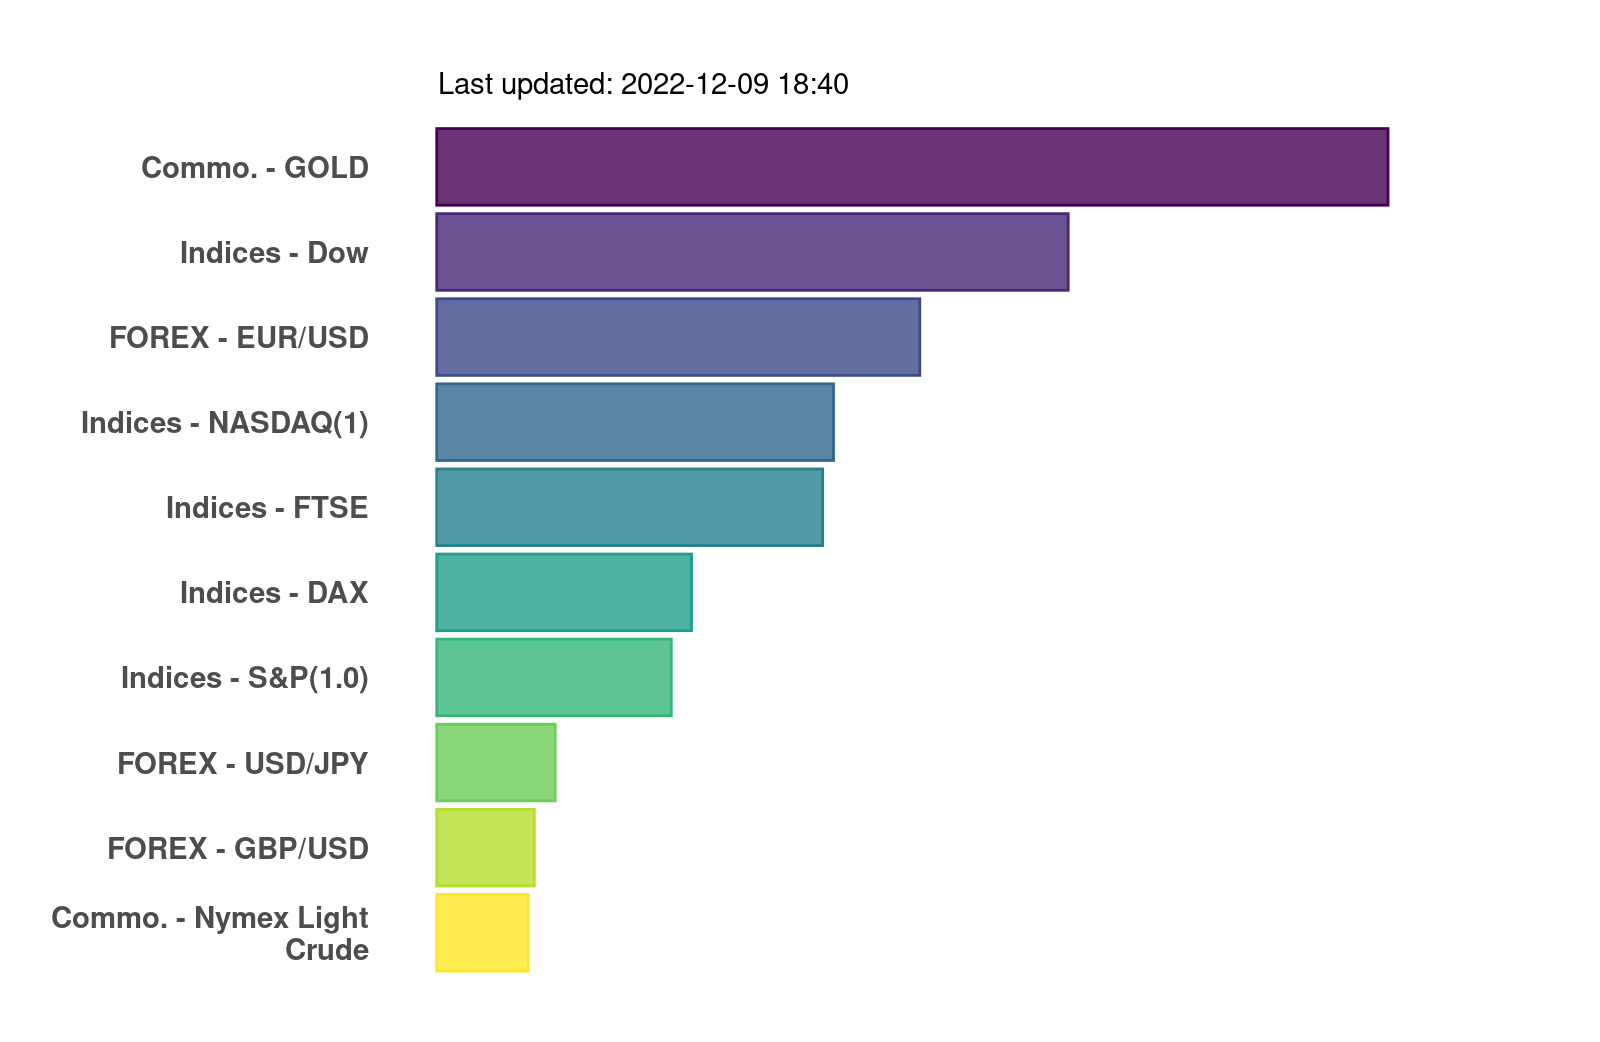 Last updated: 2022-12-09 18:40
Commo. - GOLD
Indices - Dow
FOREX - EUR/USD
Indices - NASDAQ(1)
Indices - FTSE
Indices - DAX
Indices - S&P(1.0)
FOREX - USD/JPY
FOREX - GBP/USD
Commo. - Nymex Light
Crude